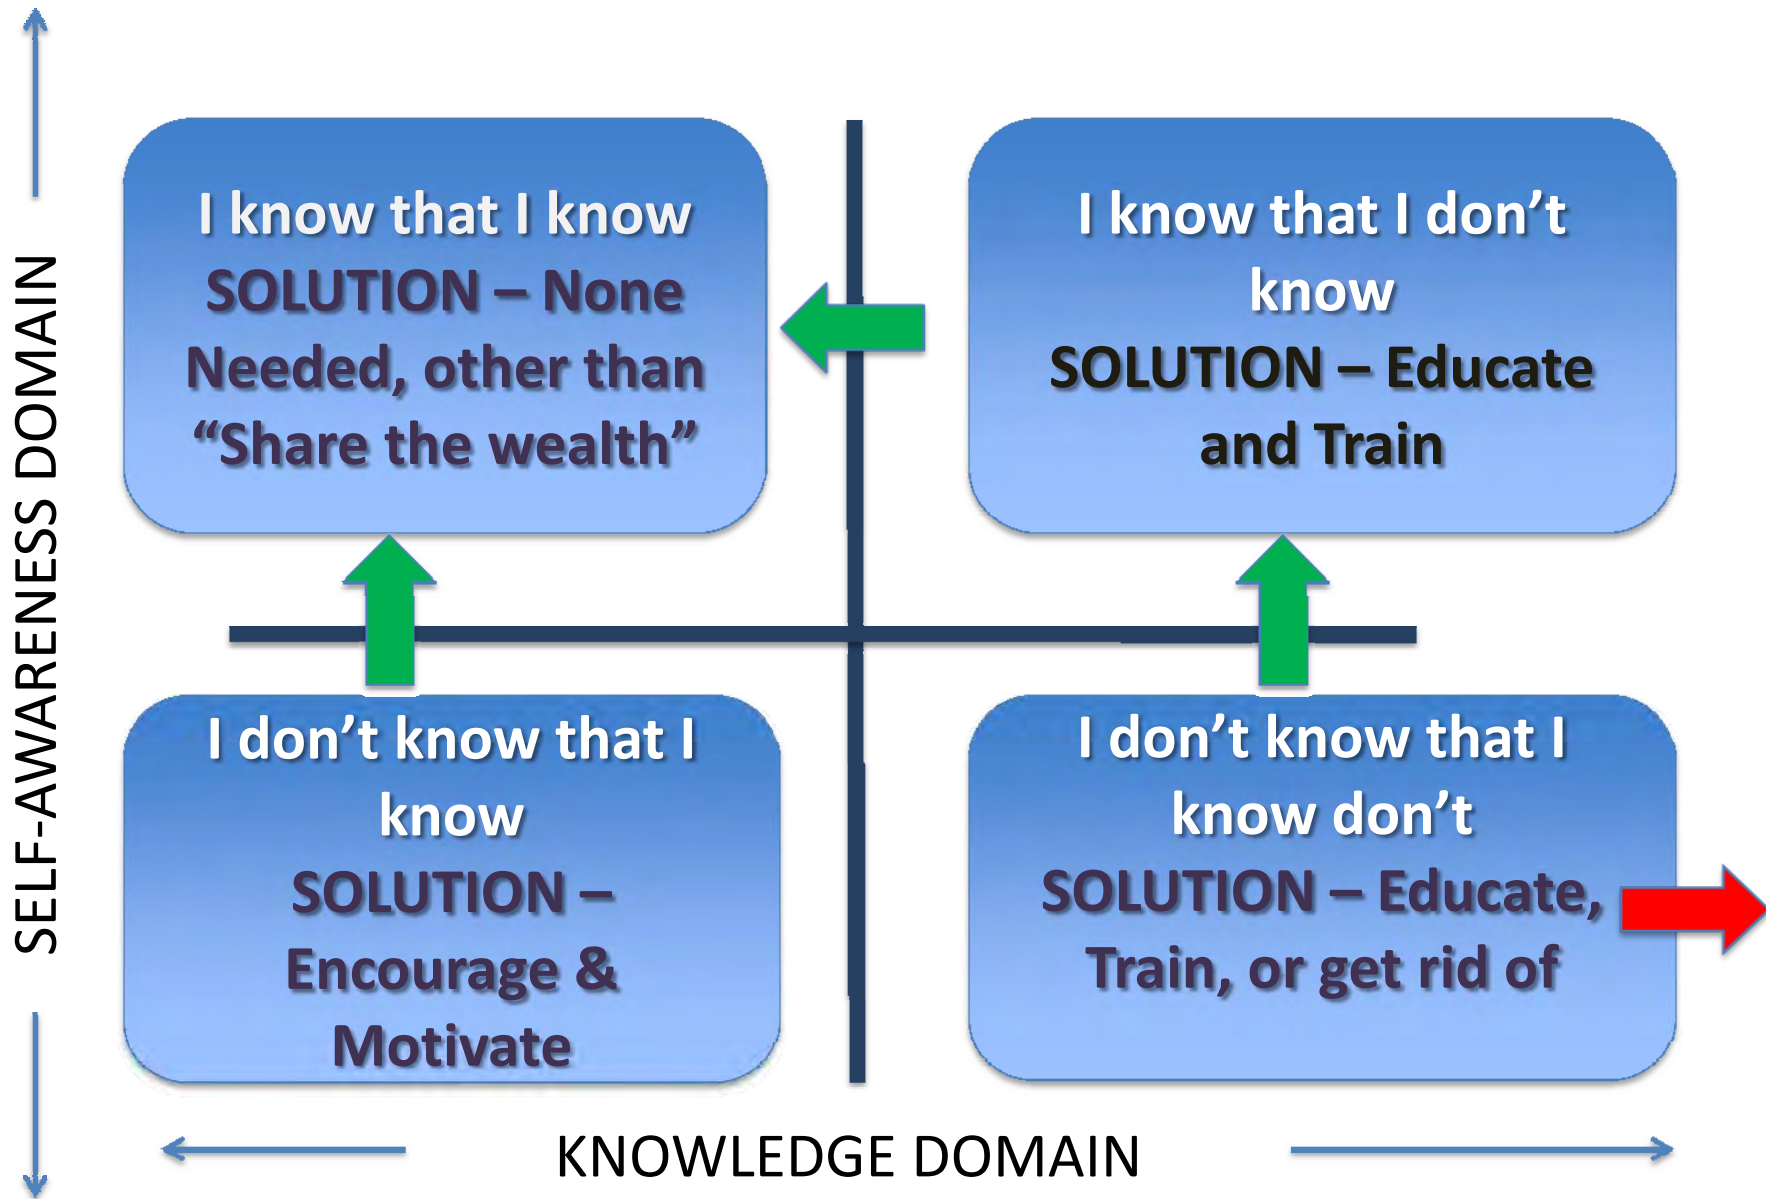 SELF-AWARENESS DOMAIN
I know that I know
SOLUTION – None
Needed, other than
“Share the wealth”
I know that I don’t
know
SOLUTION – Educate
and Train
I don’t know that I
know
SOLUTION –
Encourage &
Motivate
I don’t know that I
know don’t
SOLUTION – Educate,
Train, or get rid of
KNOWLEDGE DOMAIN